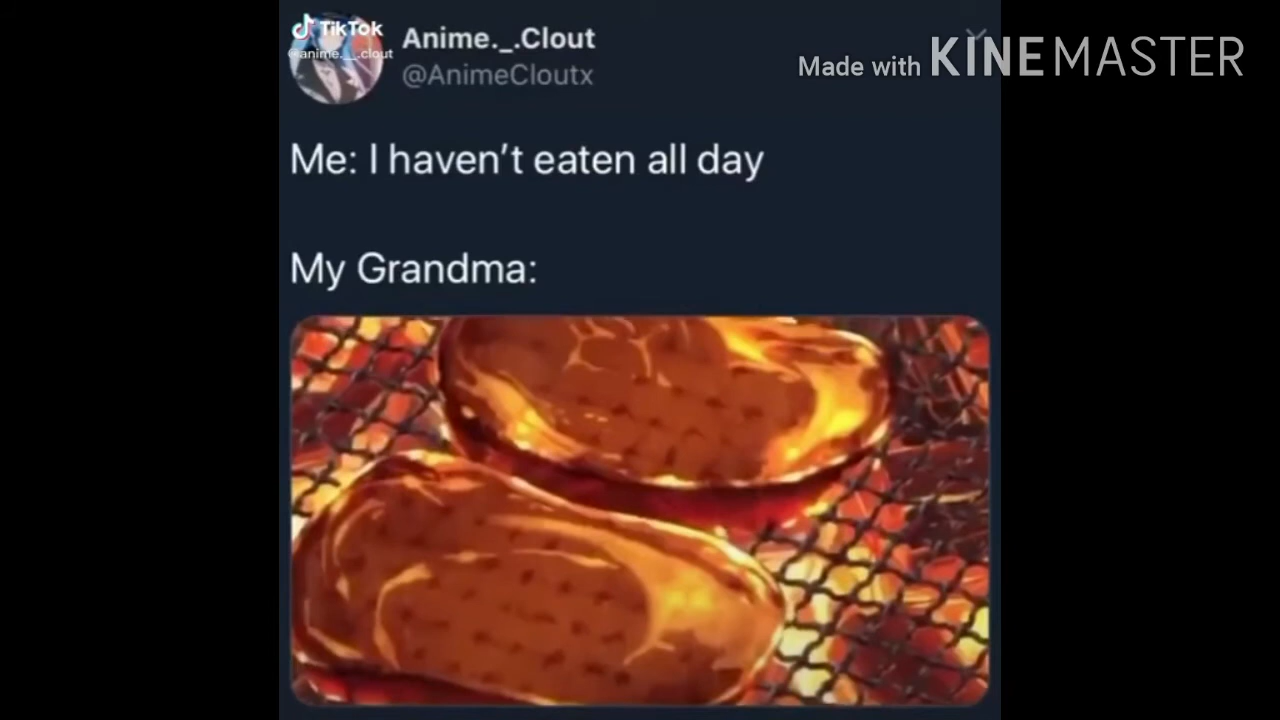 TikTok
@anime._.clout
Anime._.Clout
@AnimeCloutx
Made with KINEMASTER
Me: I haven’t eaten all day
My Grandma: